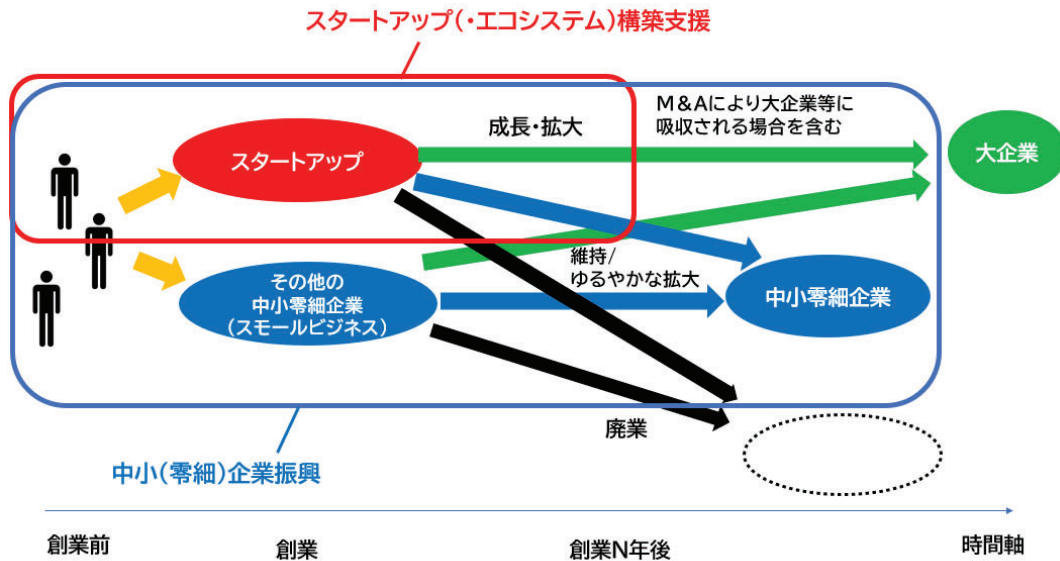 スタートアップ(・エコシステム)構築支援
M&Aにより大企業等に
吸収される場合を含む
成長・拡大
スタートアップ
大企業
維持/
ゆるやかな拡大
その他の
中小零細企業
(スモールビジネス)
中小零細企業
廃業
中小(零細)企業振興
創業前
創業
創業N年後
時間軸